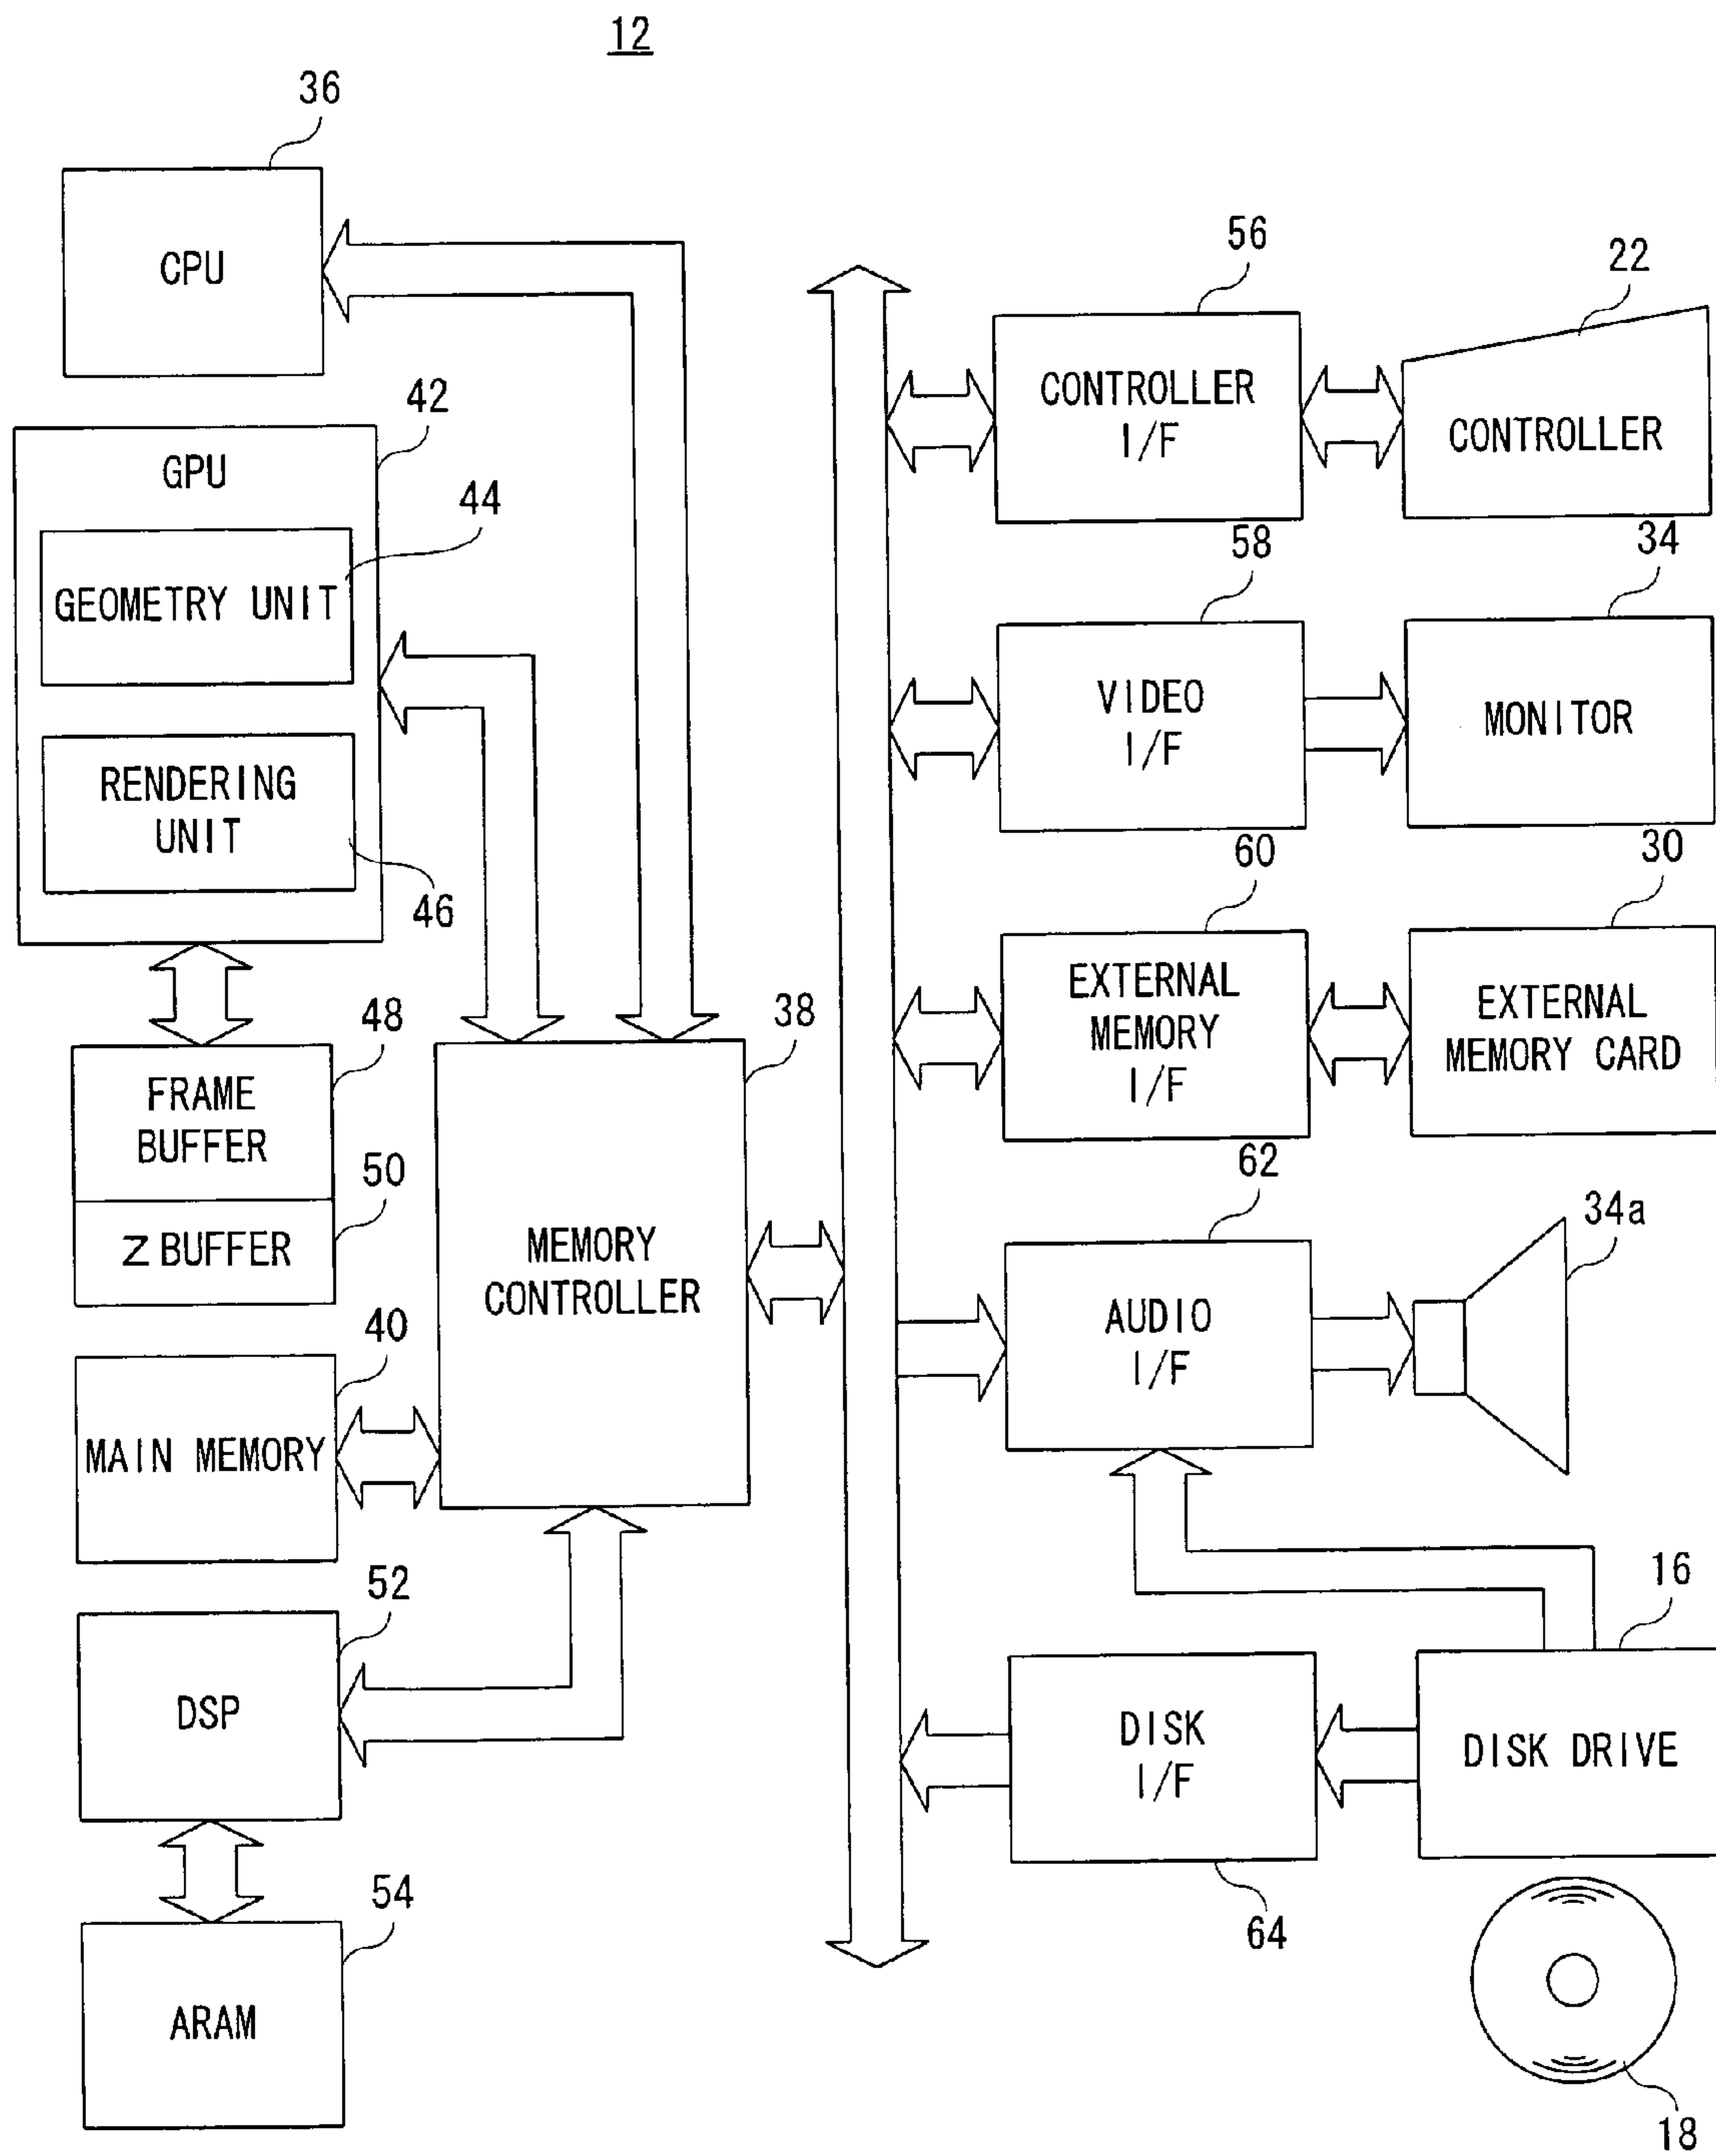 12
36
CPU
42
GPU
44
GEOMETRY UNIT
RENDERING
UNIT
46
48
FRAME
BUFFER
50
Z BUFFER
40
MAIN MEMORY
52
DSP
54
ARAM
38
MEMORY
CONTROLLER
56
CONTROLLER
I/F
22
CONTROLLER
58
VIDEO
I/F
34
MONITOR
60
EXTERNAL
MEMORY
I/F
30
EXTERNAL
MEMORY CARD
62
AUDIO
I/F
34a
16
DISK
I/F
DISK DRIVE
64
18